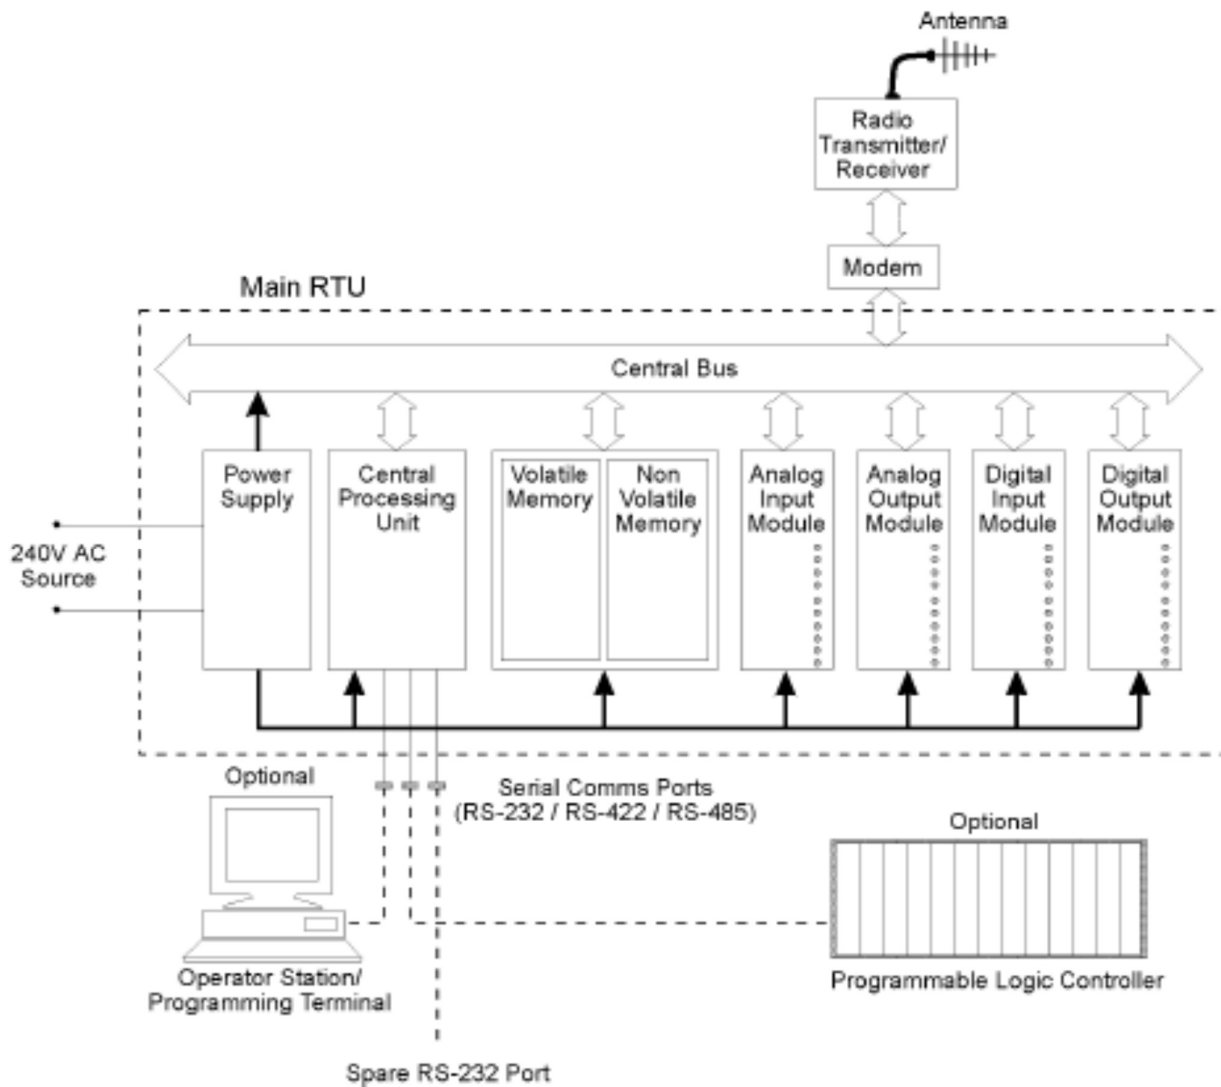 Antenna
Radio
Transmitter/
Receiver
Modem
Main RTU
Central Bus
Power
Supply
Central
Processing
Unit
Volatile
Memory
Non
Volatile
Memory
Analog
Input
Module
Analog
Output
Module
Digital
Input
Module
Digital
Output
Module
240V AC
Source
Optional
Serial Comms Ports
(RS-232 / RS-422 / RS-485)
Optional
Operator Station/
Programming Terminal
Programmable Logic Controller
Spare RS-232 Port